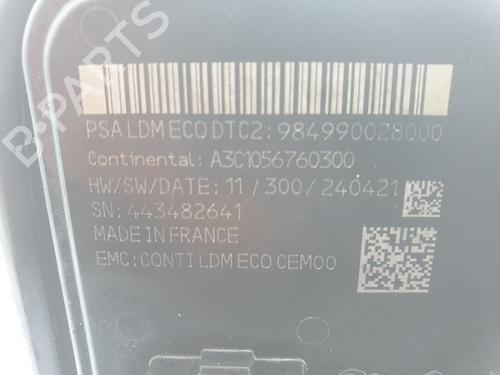 PSA LDM ECO DTC2: 984990028000
Continental: A3C1056760300
HW/SW/DATE: 11/300/240421
SN: 443482641
MADE IN FRANCE
EMC: CONTI LDM ECO CEM00
B-PARTS